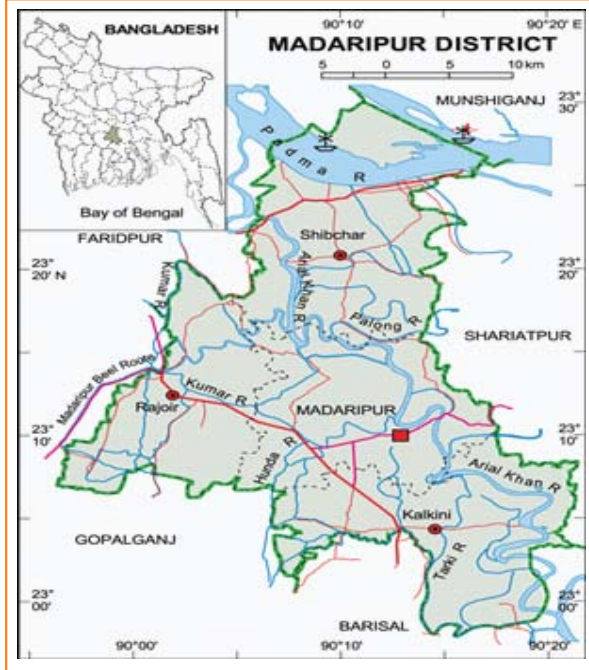 90°10'
90°20' E
BANGLADESH
Bay of Bengal
MADARIPUR DISTRICT
5 0 5 10 km
MUNSHIGANJ
23°
30'
Padma R
FARIDPUR
Shibchar
23°
20' N
23°
20'
Kumar R
Arial Khan R
Palong R
SHARIATPUR
Madaripur Beel Roote
Kumar R
Rajoir
MADARIPUR
23°
10'
23°
10'
Hunda R
Arial Khan R
GOPALGANJ
Kalkini
Tarki R
23°
00'
23°
00'
BARISAL
90°00'
90°10'
90°20'